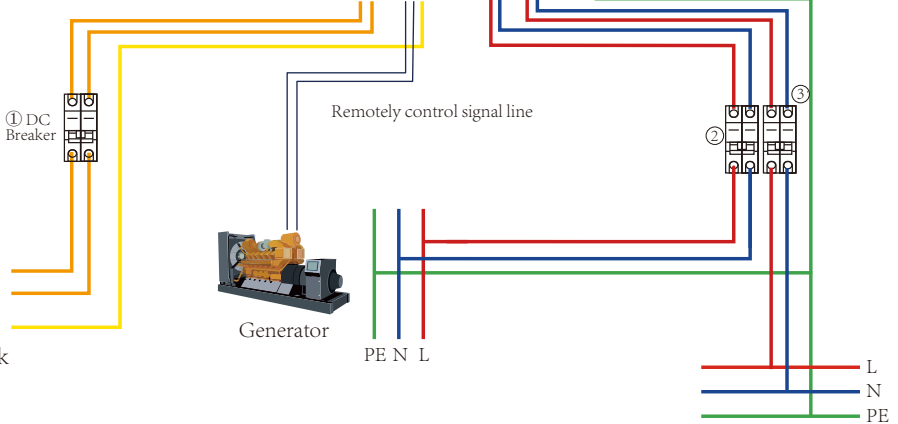 ① DC
Breaker
Remotely control signal line
②
③
Generator
PE N L
k
L
N
PE